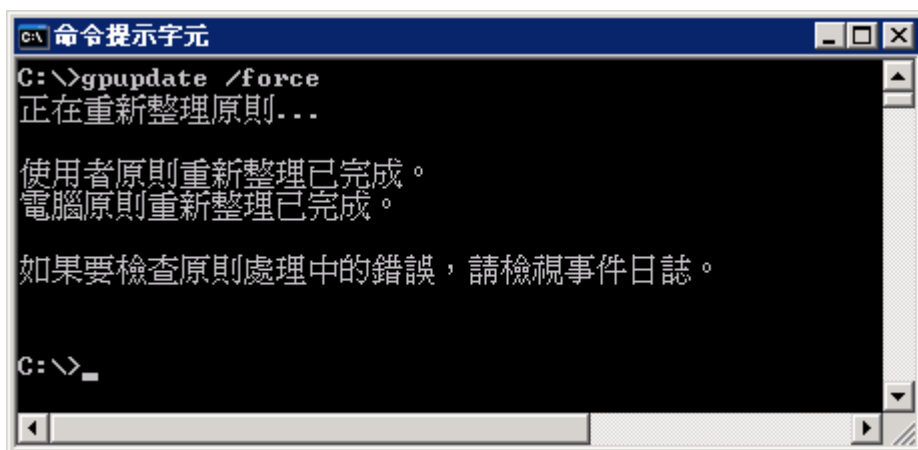 命令提示字元
C:\>gpupdate /force
正在重新整理原則...
使用者原則重新整理已完成。
電腦原則重新整理已完成。
如果要檢查原則處理中的錯誤，請檢視事件日誌。
C:\>_